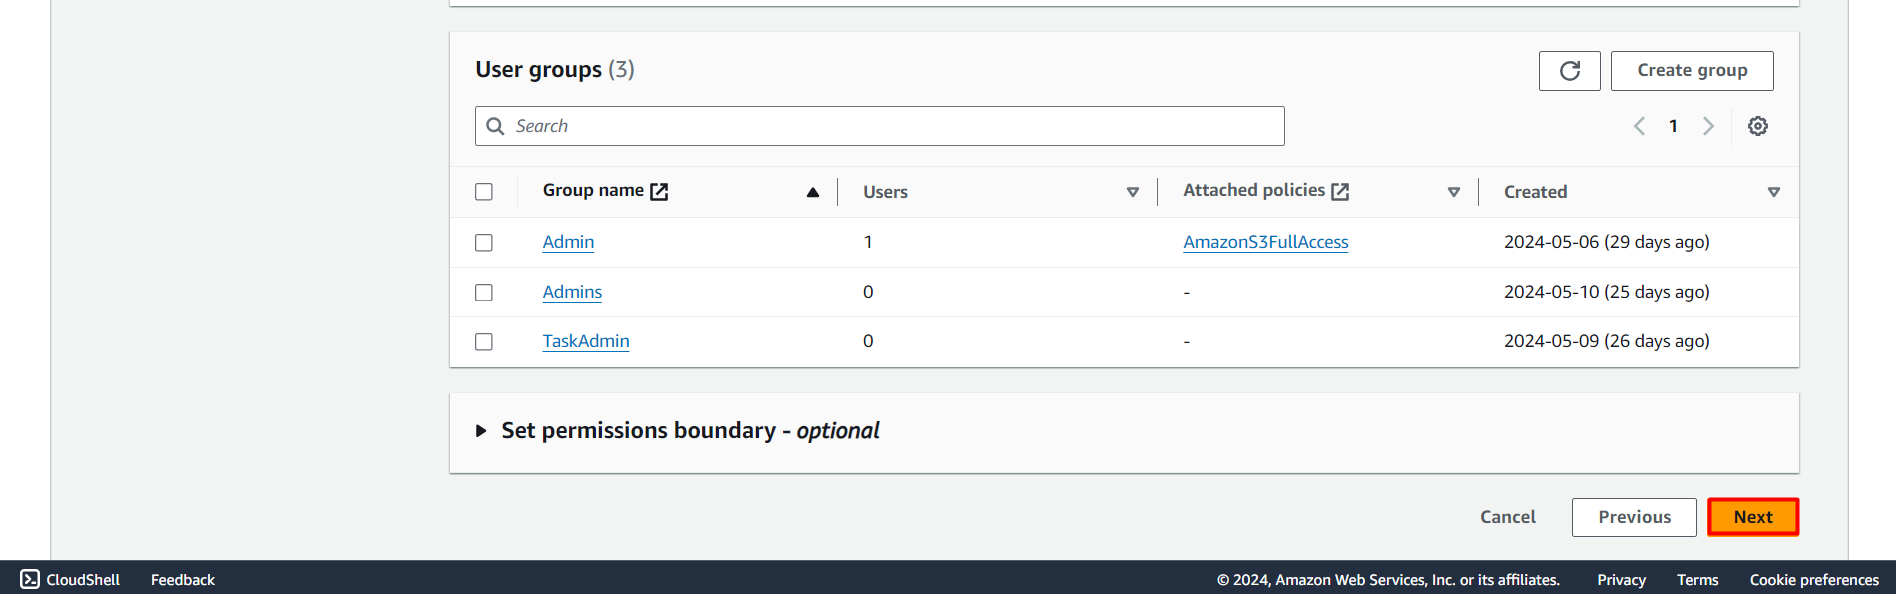 User groups (3)
Create group
Search
1
Group name Users Attached policies Created
Admin 1 AmazonS3FullAccess 2024-05-06 (29 days ago)
Admins 0 - 2024-05-10 (25 days ago)
TaskAdmin 0 - 2024-05-09 (26 days ago)
Set permissions boundary - optional
Cancel Previous Next
CloudShell Feedback © 2024, Amazon Web Services, Inc. or its affiliates. Privacy Terms Cookie preferences